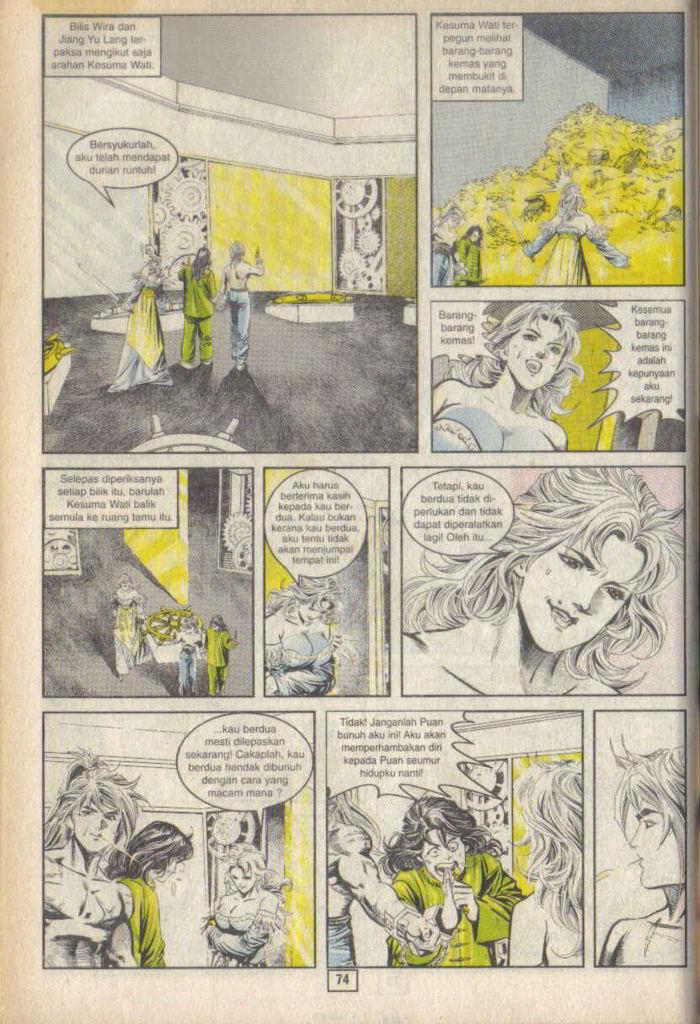 Bilis Wira dan
Jiang Yu Lang ter-
paksa mengikut saja
arahan Kesuma Wati.
Bersyukurlah,
aku telah mendapat
durian runtuh!
Kesuma Wati ter-
pegun melihat
barang-barang
kemas yang
membukit di
depan matanya.
Barang-
barang
kemas!
Kesemua
barang-
barang
kemas ini
adalah
kepunyaan
aku
sekarang!
Selepas diperiksanya
setiap bilik itu, barulah
Kesuma Wati balik
semula ke ruang tamu itu.
Aku harus
berterima kasih
kepada kau ber-
dua. Kalau bukan
kerana kau berdua,
aku tentu tidak
akan menjumpai
tempat ini!
Tetapi, kau
berdua tidak di-
perlukan dan tidak
dapat diperalatkan
lagi! Oleh itu...
...kau berdua
mesti dilepaskan
sekarang! Cakaplah, kau
berdua hendak dibunuh
dengan cara yang
macam mana ?
Tidak! Janganlah Puan
bunuh aku ini! Aku akan
memperhambakan diri
kepada Puan seumur
hidupku nanti!
74